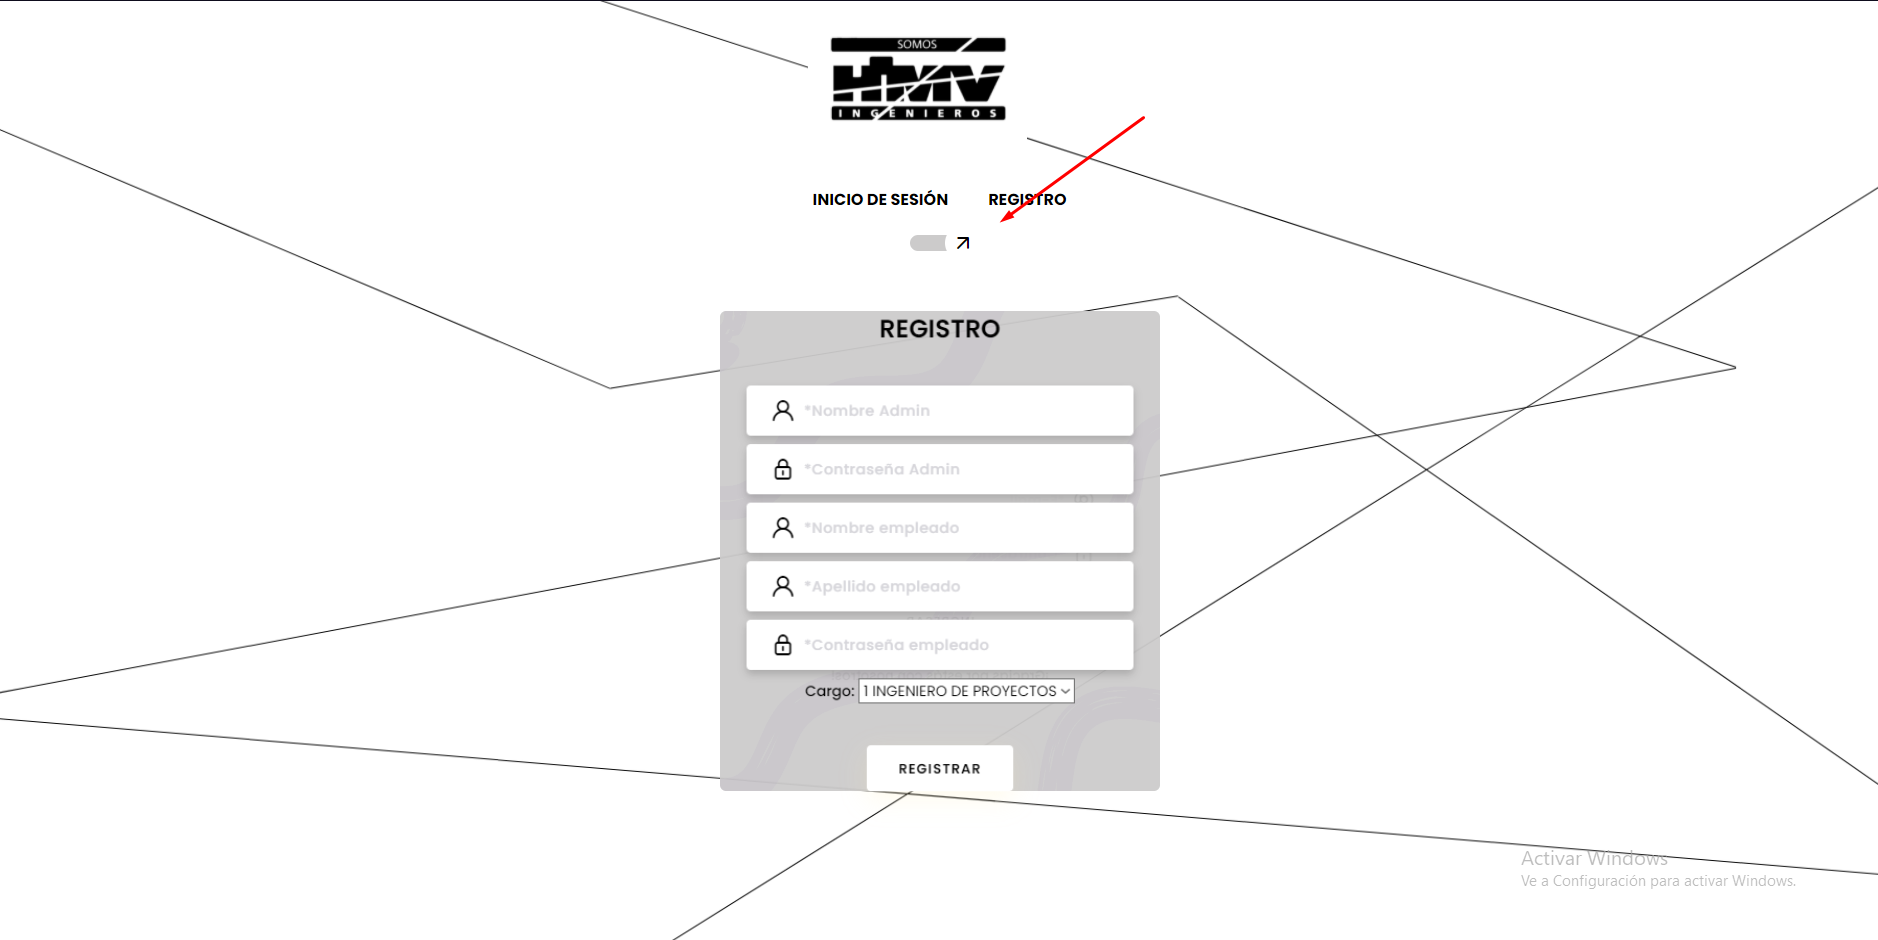 SOMOS
HMV
INGENIEROS
INICIO DE SESIÓN REGISTRO
REGISTRO
*Nombre Admin
*Contraseña Admin
*Nombre empleado
*Apellido empleado
*Contraseña empleado
Cargo: 1 INGENIERO DE PROYECTOS
REGISTRAR
Activar Windows
Ve a Configuración para activar Windows.